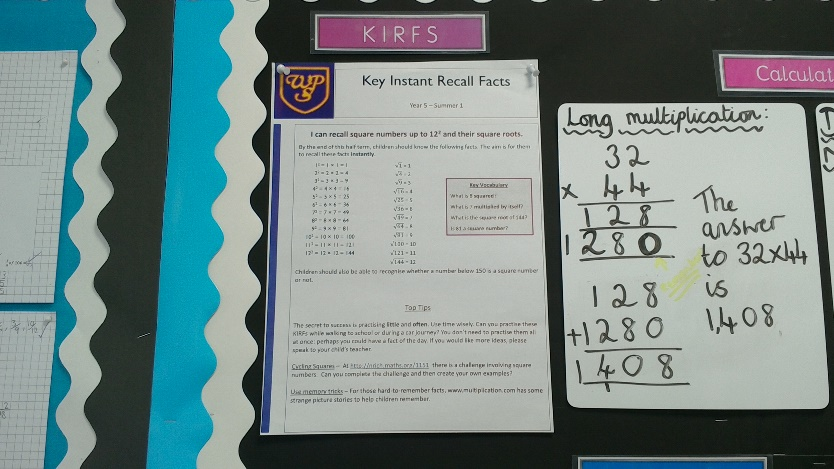 KIRFS
WPS
Key Instant Recall Facts
Year 5 – Summer 1
I can recall square numbers up to 12² and their square roots.
By the end of this half term, children should know the following facts. The aim is for them
to recall these facts instantly.
1² = 1 × 1 = 1
2² = 2 × 2 = 4
3² = 3 × 3 = 9
4² = 4 × 4 = 16
5² = 5 × 5 = 25
6² = 6 × 6 = 36
7² = 7 × 7 = 49
8² = 8 × 8 = 64
9² = 9 × 9 = 81
10² = 10 × 10 = 100
11² = 11 × 11 = 121
12² = 12 × 12 = 144
√1 = 1
√4 = 2
√9 = 3
√16 = 4
√25 = 5
√36 = 6
√49 = 7
√64 = 8
√81 = 9
√100 = 10
√121 = 11
√144 = 12
Key Vocabulary
What is 8 squared?
What is 7 multiplied by itself?
What is the square root of 144?
Is 81 a square number?
Children should also be able to recognise whether a number below 150 is a square number
or not.
Top Tips
The secret to success is practising little and often. Use time wisely. Can you practise these
KIRFs while walking to school or during a car journey? You don't need to practise them all
at once: perhaps you could have a fact of the day. If you would like more ideas, please
speak to your child's teacher.
Cycling Squares – At http://nrich.maths.org/1151 there is a challenge involving square
numbers. Can you complete the challenge and then create your own examples?
Use memory tricks – For those hard-to-remember facts, www.multiplication.com has some
strange picture stories to help children remember.
Calculat
Long multiplication:
32
× 44
128
1280
128
+1280
1408
1
The
answer
to 32×44
is
1,408